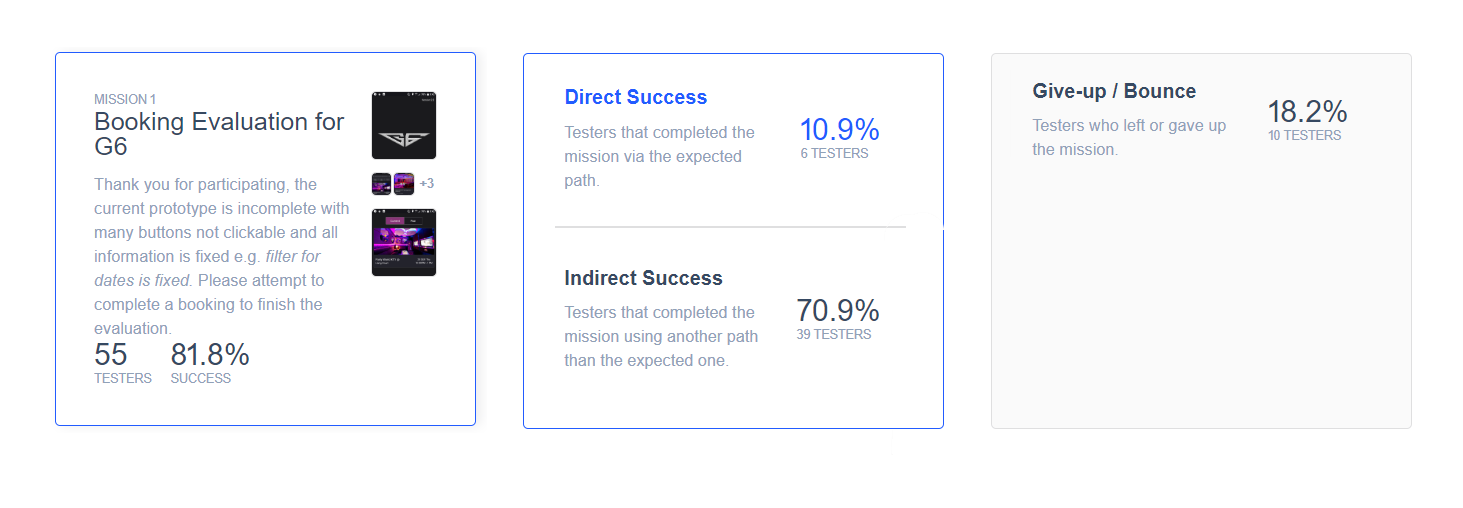 MISSION 1
Booking Evaluation for
G6
Thank you for participating, the
current prototype is incomplete with
many buttons not clickable and all
information is fixed e.g. filter for
dates is fixed. Please attempt to
complete a booking to finish the
evaluation.
+3
55
TESTERS
81.8%
SUCCESS
Direct Success
Testers that completed the
mission via the expected
path.
10.9%
6 TESTERS
Indirect Success
Testers that completed the
mission using another path
than the expected one.
70.9%
39 TESTERS
Give-up / Bounce
Testers who left or gave up
the mission.
18.2%
10 TESTERS